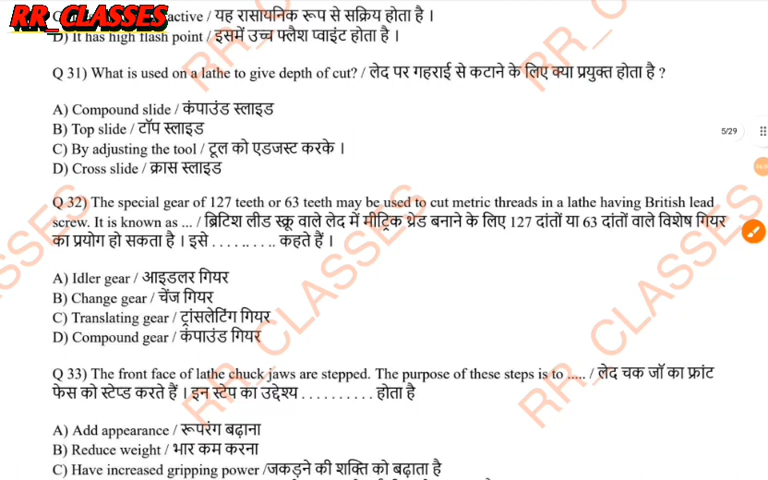 RR_CLASSES active / यह रासायनिक रूप से सक्रिय होता है ।
D) It has high flash point / इसमें उच्च फ्लैश प्वाइंट होता है ।
Q 31) What is used on a lathe to give depth of cut? / लेद पर गहराई से कटाने के लिए क्या प्रयुक्त होता है ?
A) Compound slide / कंपाउंड स्लाइड
B) Top slide / टॉप स्लाइड
5/29
C) By adjusting the tool / टूल को एडजस्ट करके ।
D) Cross slide / क्रास स्लाइड
Q 32) The special gear of 127 teeth or 63 teeth may be used to cut metric threads in a lathe having British lead
screw. It is known as ... / ब्रिटिश लीड स्क्रू वाले लेद में मीट्रिक थ्रेड बनाने के लिए 127 दांतों या 63 दांतों वाले विशेष गियर
का प्रयोग हो सकता है । इसे . . . . .. . . . . कहते हैं ।
A) Idler gear / आइडलर गियर
B) Change gear / चेंज गियर
C) Translating gear / ट्रांसलेटिंग गियर
D) Compound gear / कंपाउंड गियर
Q 33) The front face of lathe chuck jaws are stepped. The purpose of these steps is to ..... / लेद चक जॉ का फ्रांट
फेस को स्टेप्ड करते हैं । इन स्टेप का उद्देश्य . . . . . . . . . . होता है
A) Add appearance / रूपरंग बढ़ाना
B) Reduce weight / भार कम करना
C) Have increased gripping power /जकड़ने की शक्ति को बढ़ाता है
RR_CLASSES
RR_CLASSES
RR_CLASSES